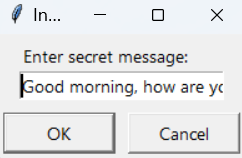 In...
Enter secret message:
Good morning, how are
OK
Cancel